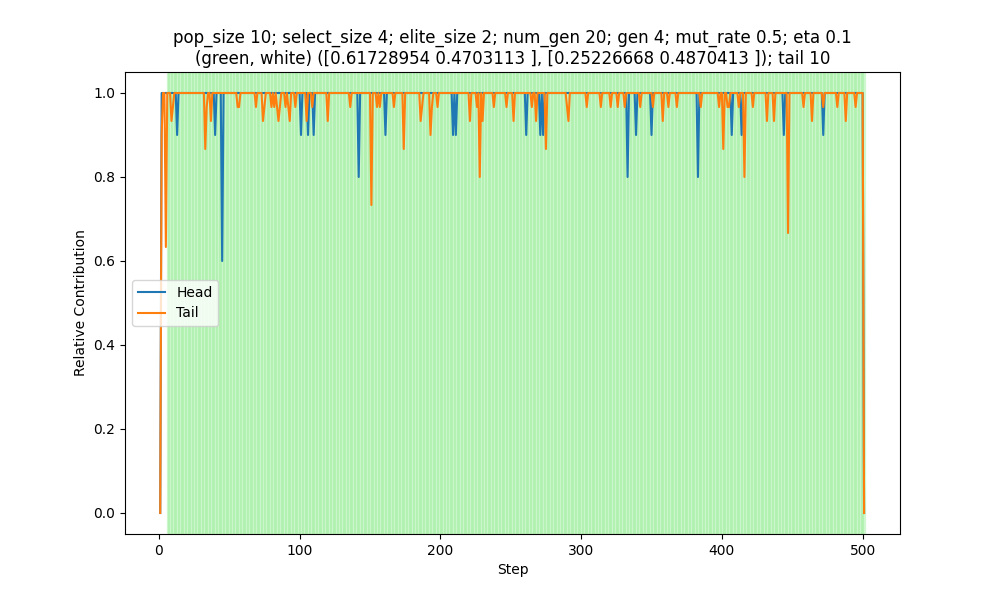 pop_size 10; select_size 4; elite_size 2; num_gen 20; gen 4; mut_rate 0.5; eta 0.1
(green, white) ([0.61728954 0.4703113 ], [0.25226668 0.4870413 ]); tail 10
1.0
0.8
0.6
0.4
0.2
0.0
Relative Contribution
Head
Tail
0
100
200
300
400
500
Step